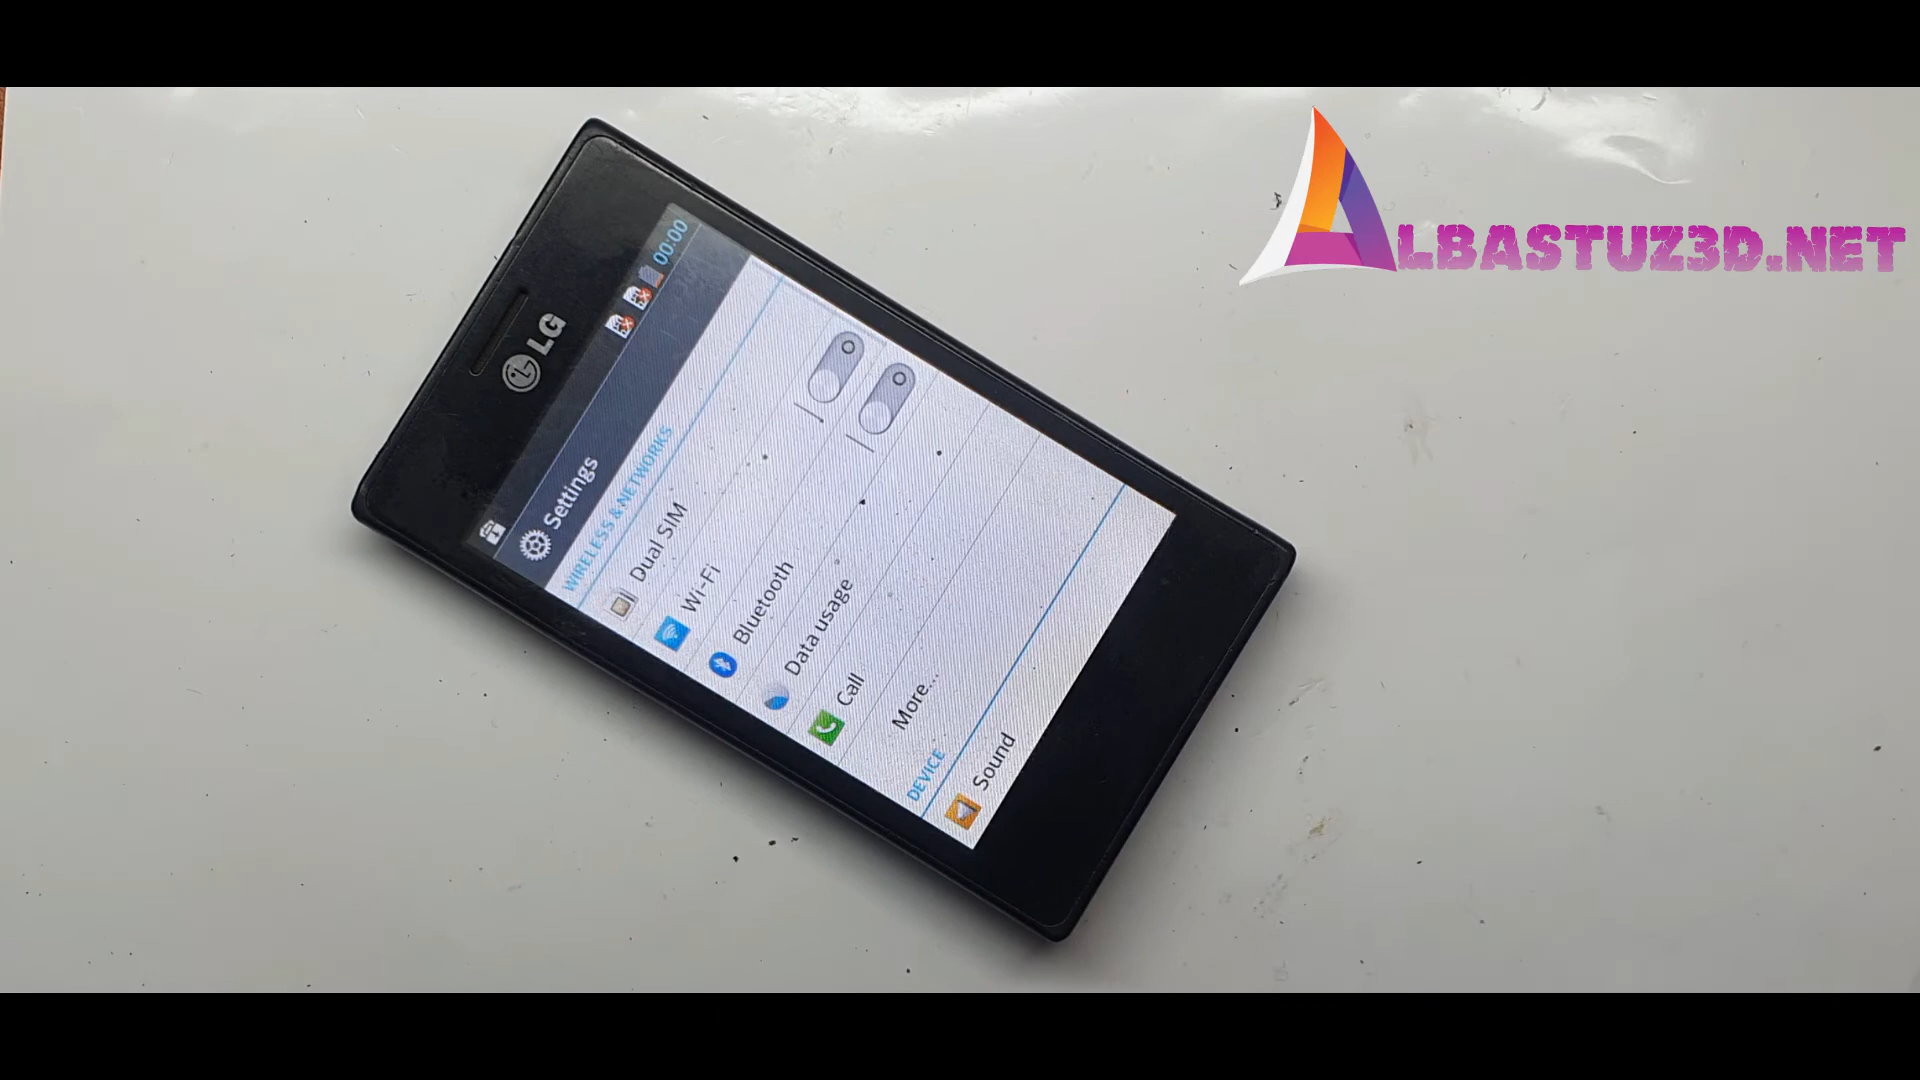 ALBASTUZ3D.NET
LG
00:00
Settings
WIRELESS & NETWORKS
Dual SIM
Wi-Fi
Bluetooth
Data usage
Call
More...
DEVICE
Sound